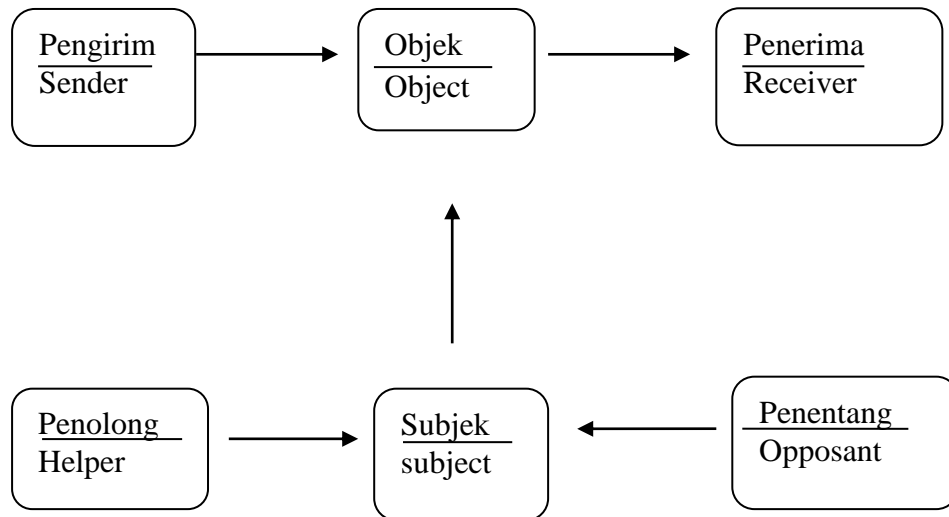 Pengirim
Sender
Objek
Object
Penerima
Receiver
Penolong
Helper
Subjek
subject
Penentang
Opposant